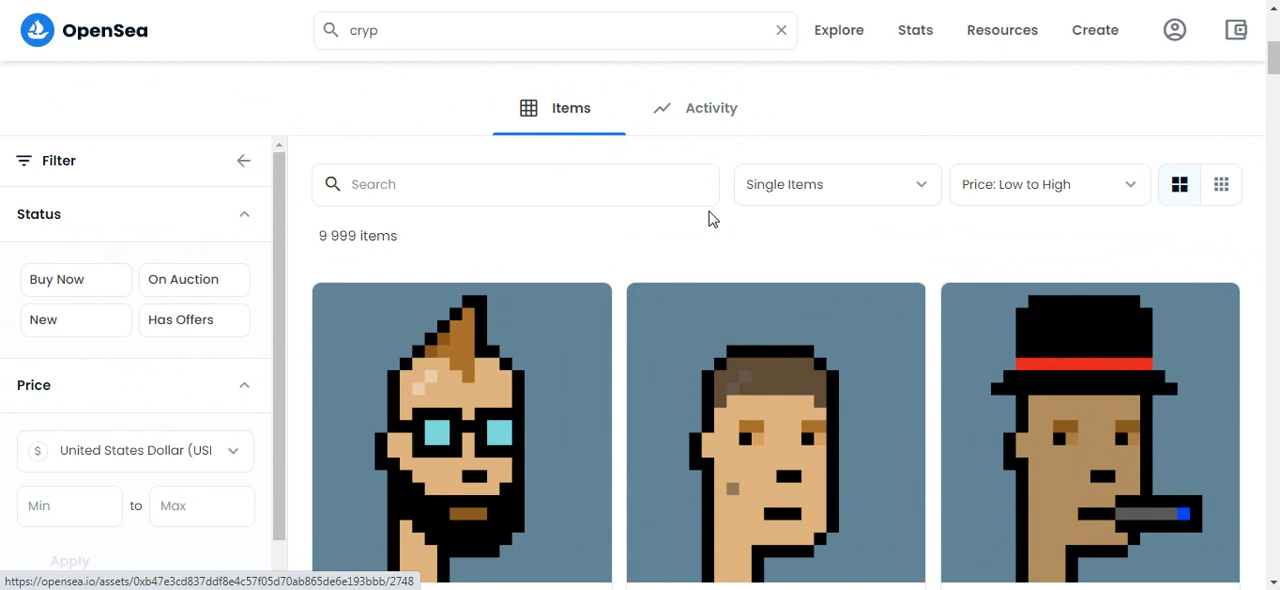 OpenSea
cryp
Explore
Stats
Resources
Create
Items
Activity
Filter
Status
Buy Now
On Auction
New
Has Offers
Price
$
United States Dollar (USI
Min
to
Max
Apply
Search
Single Items
Price: Low to High
9 999 items
https://opensea.io/assets/0xb47e3cd837ddf8e4c57f05d70ab865de6e193bbb/2748